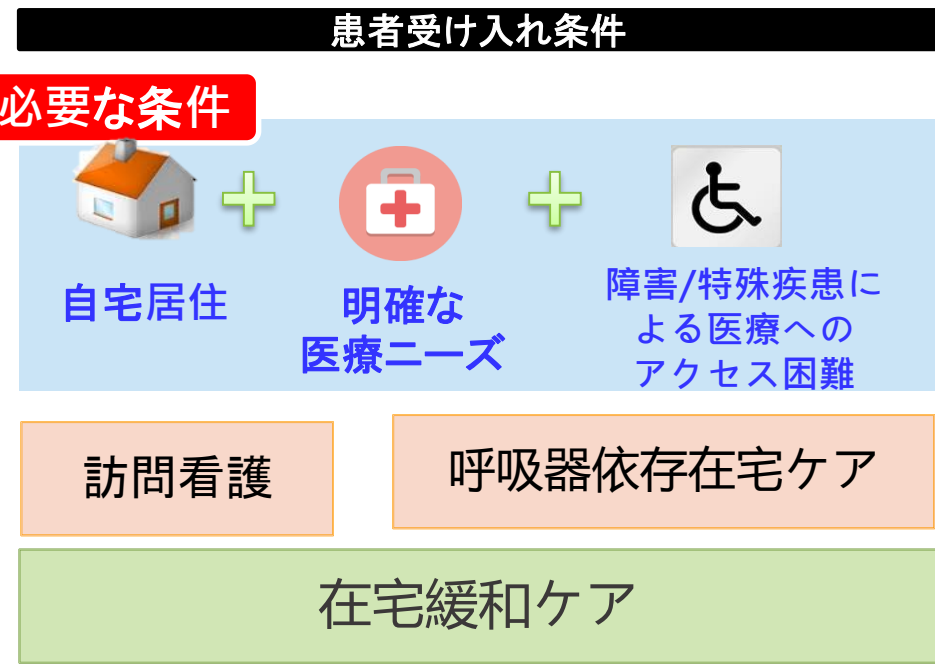 患者受け入れ条件
必要な条件
自宅居住
明確な
医療ニーズ
障害/特殊疾患に
よる医療への
アクセス困難
訪問看護
呼吸器依存在宅ケア
在宅緩和ケア